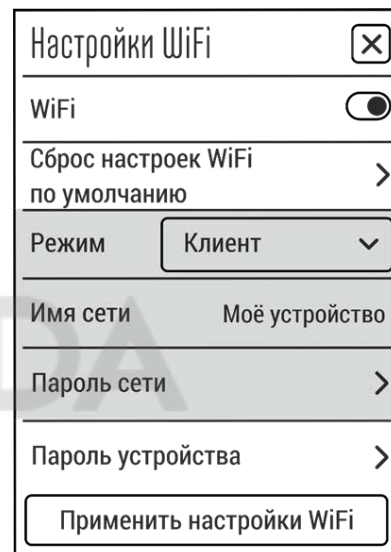 Настройки WiFi
WiFi
Сброс настроек WiFi
по умолчанию
Режим Клиент
Имя сети Моё устройство
Пароль сети
Пароль устройства
Применить настройки WiFi